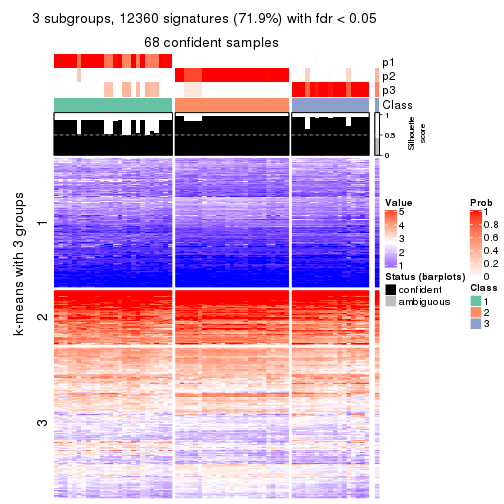 3 subgroups, 12360 signatures (71.9%) with fdr < 0.05
68 confident samples
p1
p2
p3
Class
1
0.5
0
Silhouette
score
k-means with 3 groups
1
2
3
Value
5
4
3
2
1
Status (barplots)
confident
ambiguous
Prob
1
0.8
0.6
0.4
0.2
0
Class
1
2
3